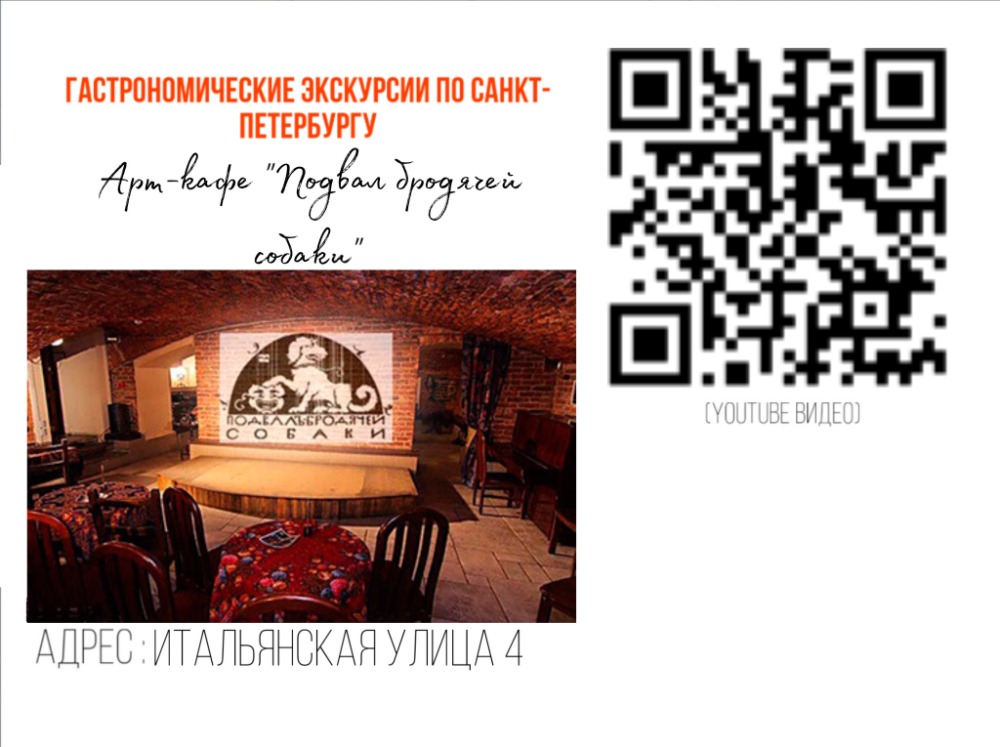 ГАСТРОНОМИЧЕСКИЕ ЭКСКУРСИИ ПО САНКТ-
ПЕТЕРБУРГУ
Арт-кафе "Подвал бродячей
собаки"
ПОДВАЛЪ БРОДЯЧЕЙ
СОБАКИ
АДРЕС : ИТАЛЬЯНСКАЯ УЛИЦА 4
(YOUTUBE ВИДЕО)